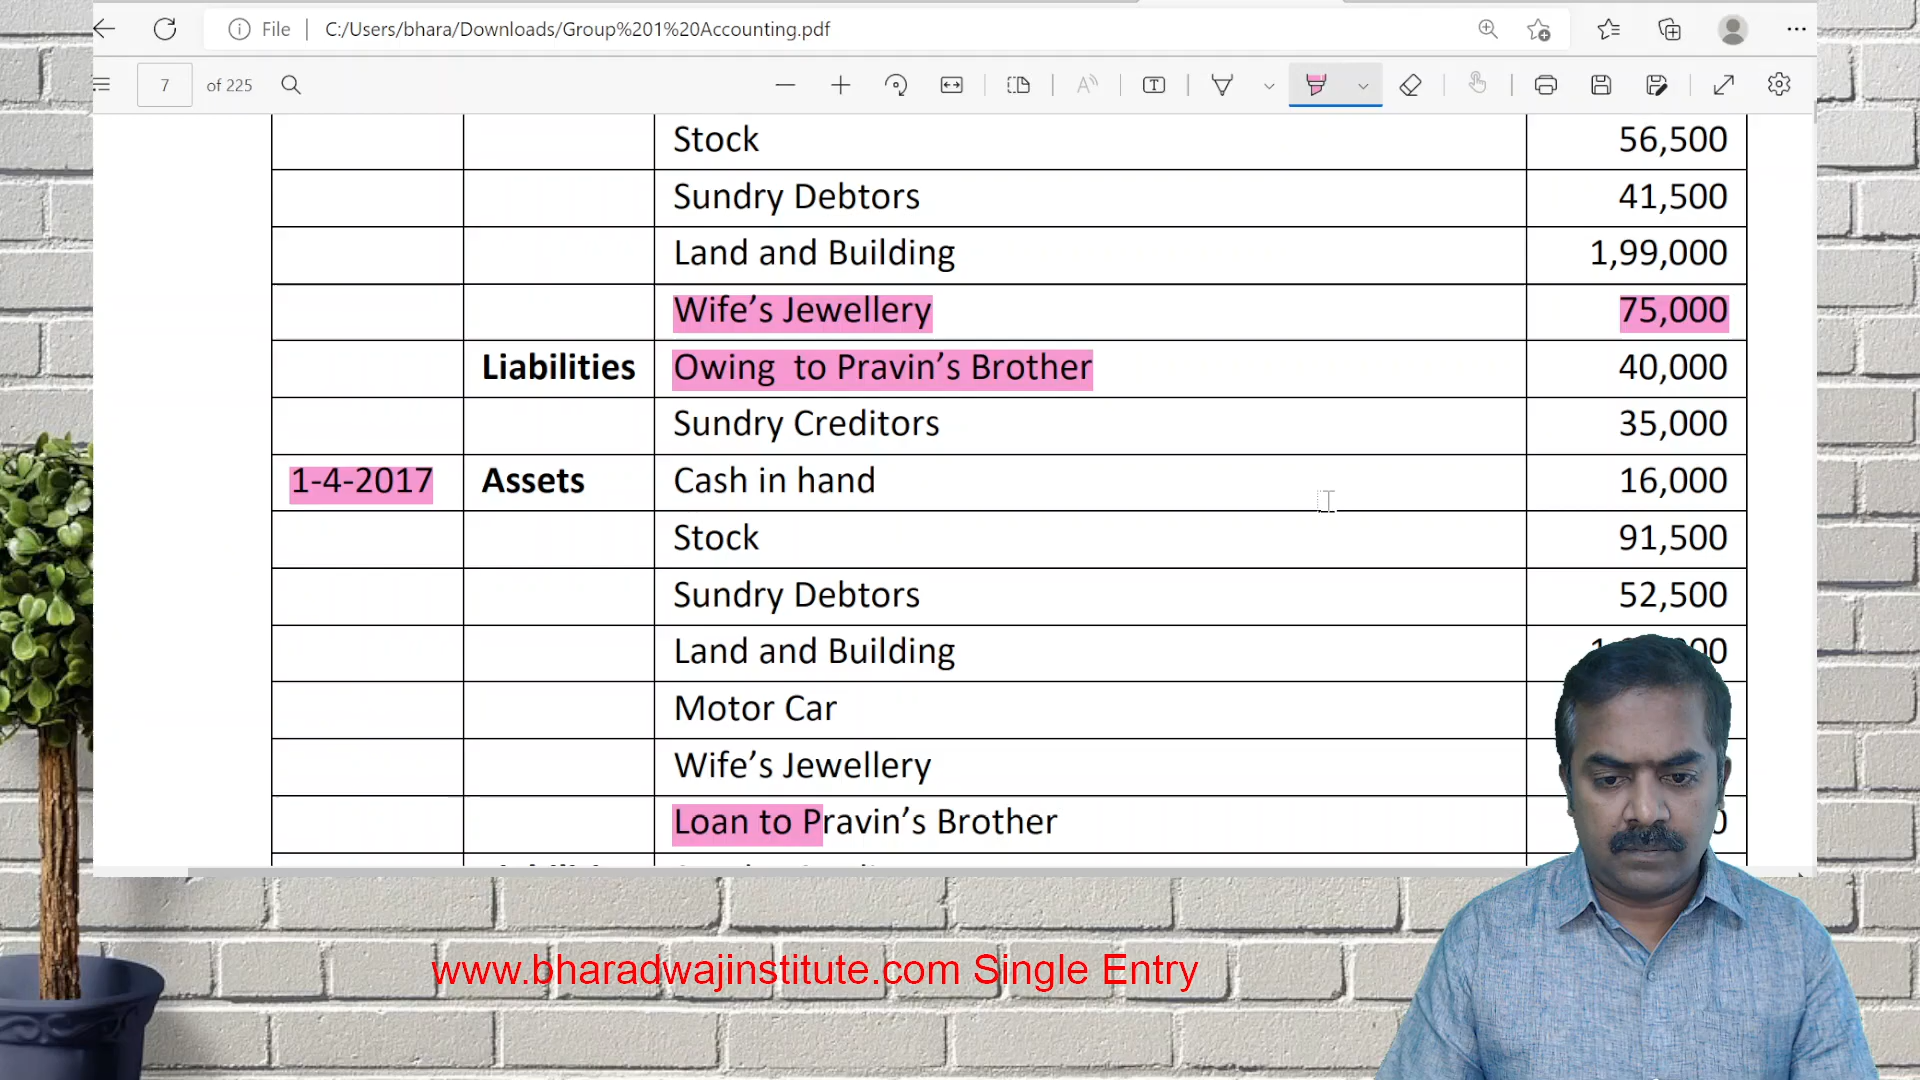 File C:/Users/bhara/Downloads/Group%201%20Accounting.pdf
7 of 225
Stock 56,500
Sundry Debtors 41,500
Land and Building 1,99,000
Wife’s Jewellery 75,000
Liabilities Owing to Pravin’s Brother 40,000
Sundry Creditors 35,000
1-4-2017 Assets Cash in hand 16,000
Stock 91,500
Sundry Debtors 52,500
Land and Building
Motor Car
Wife’s Jewellery
Loan to Pravin’s Brother
www.bharadwajinstitute.com Single Entry